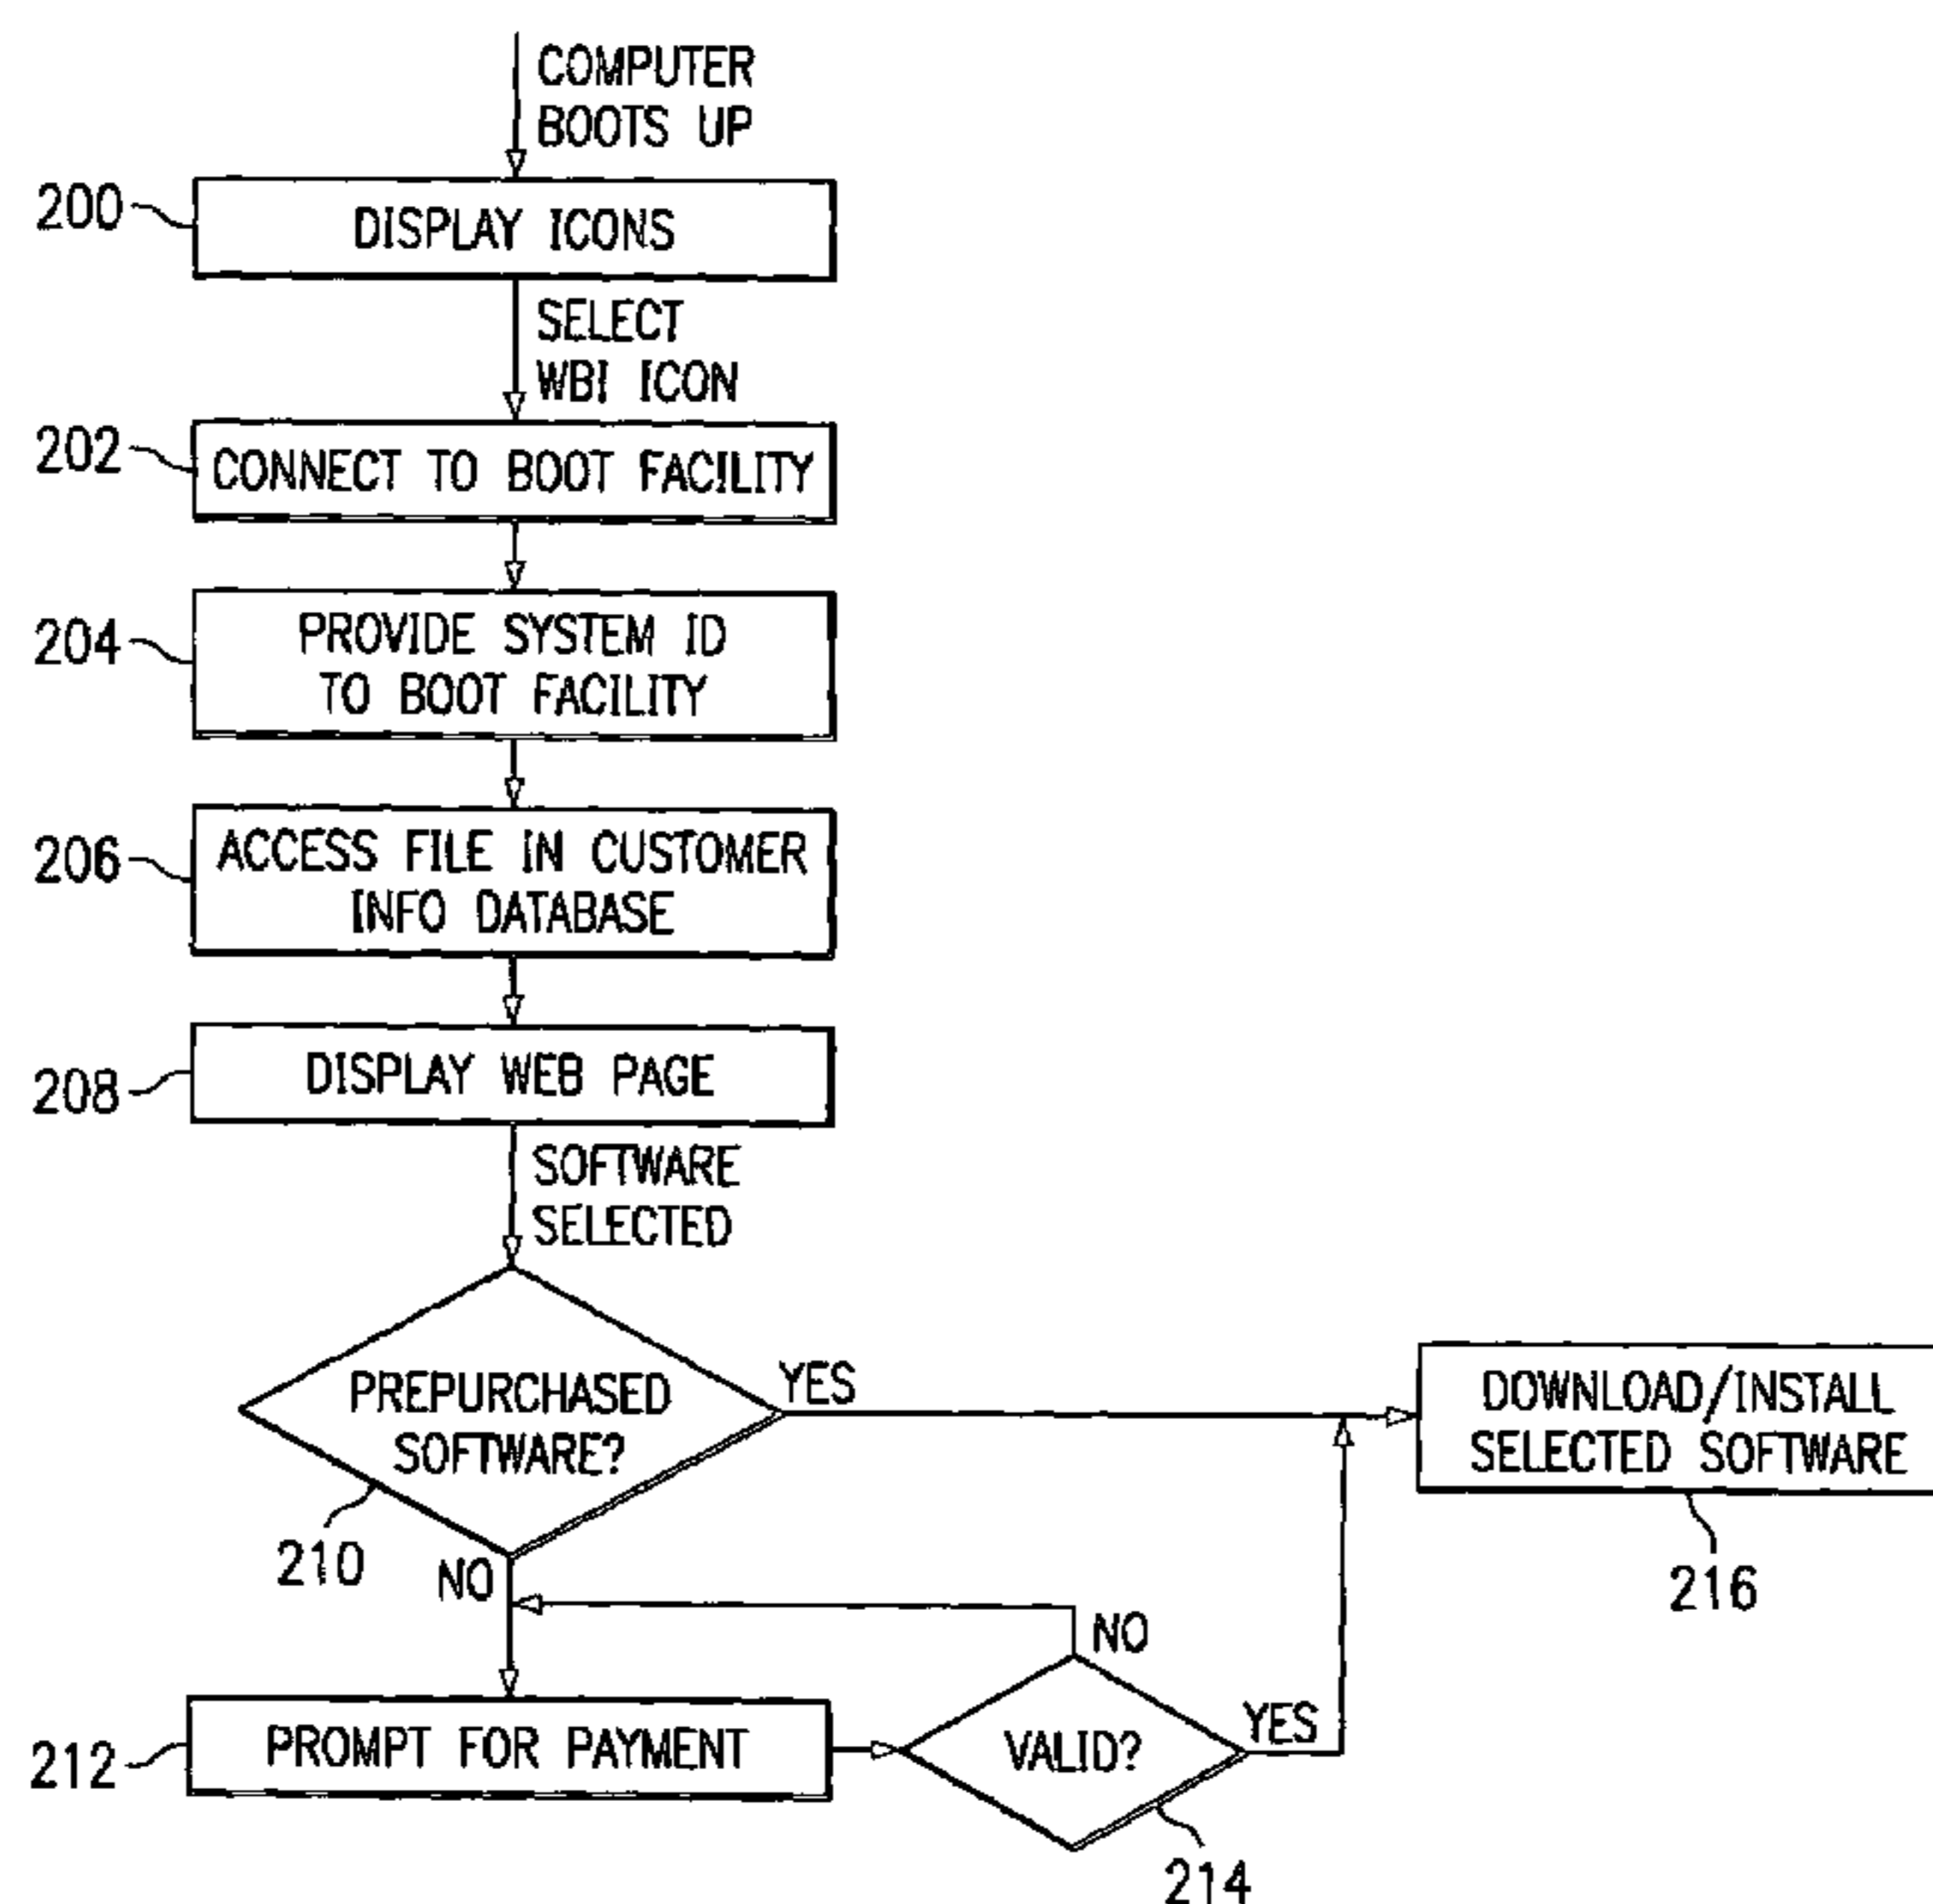 COMPUTER
BOOTS UP
200
DISPLAY ICONS
SELECT
WBI ICON
202
CONNECT TO BOOT FACILITY
204
PROVIDE SYSTEM ID
TO BOOT FACILITY
206
ACCESS FILE IN CUSTOMER
INFO DATABASE
208
DISPLAY WEB PAGE
SOFTWARE
SELECTED
PREPURCHASED
SOFTWARE?
YES
210
NO
DOWNLOAD/INSTALL
SELECTED SOFTWARE
216
212
PROMPT FOR PAYMENT
VALID?
NO
YES
214